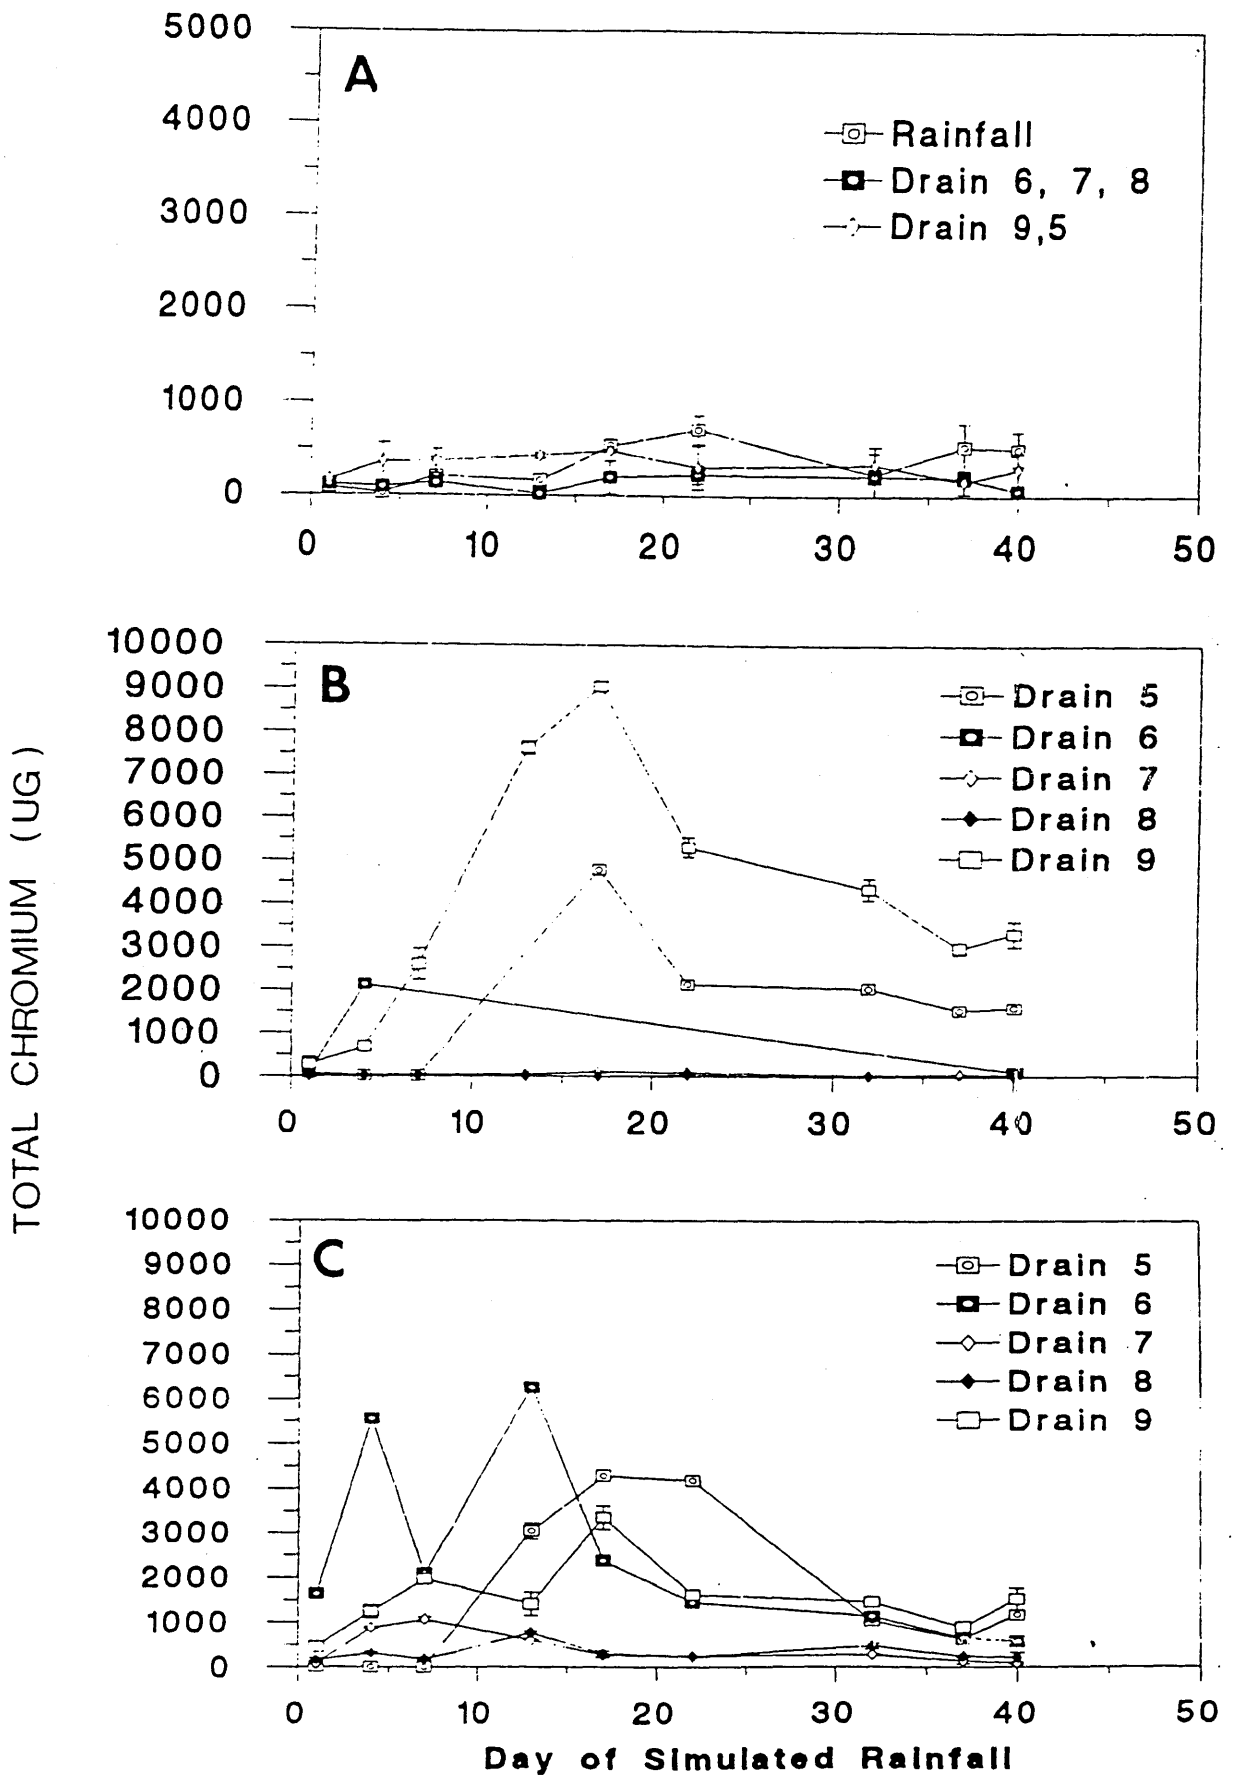 TOTAL CHROMIUM (UG)
A
5000
4000
3000
2000
1000
0
Rainfall
Drain 6, 7, 8
Drain 9,5
0 10 20 30 40 50
B
10000
9000
8000
7000
6000
5000
4000
3000
2000
1000
0
Drain 5
Drain 6
Drain 7
Drain 8
Drain 9
0 10 20 30 40 50
C
10000
9000
8000
7000
6000
5000
4000
3000
2000
1000
0
Drain 5
Drain 6
Drain 7
Drain 8
Drain 9
0 10 20 30 40 50
Day of Simulated Rainfall